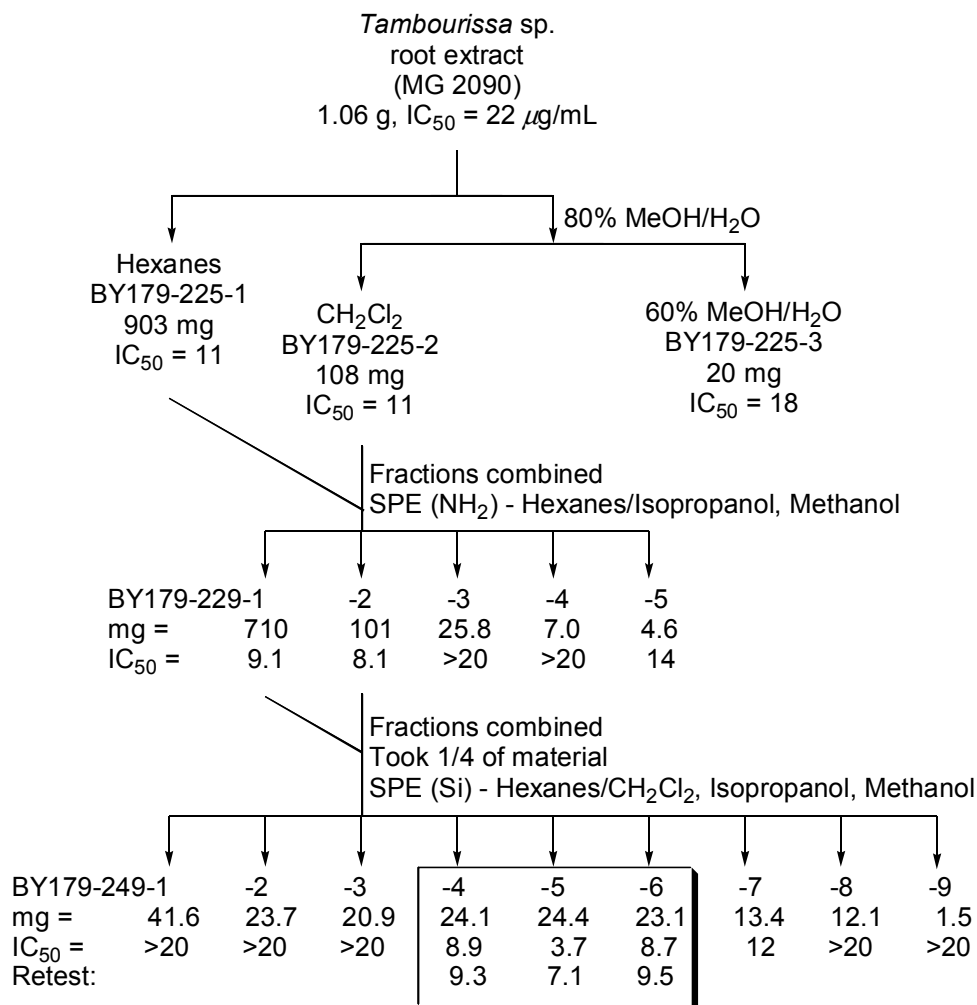 Tambourissa sp.
root extract
(MG 2090)
1.06 g, IC₅₀ = 22 μg/mL
80% MeOH/H₂O
Hexanes
BY179-225-1
903 mg
IC₅₀ = 11
CH₂Cl₂
BY179-225-2
108 mg
IC₅₀ = 11
60% MeOH/H₂O
BY179-225-3
20 mg
IC₅₀ = 18
Fractions combined
SPE (NH₂) - Hexanes/Isopropanol, Methanol
BY179-229-1 -2 -3 -4 -5
mg = 710 101 25.8 7.0 4.6
IC₅₀ = 9.1 8.1 >20 >20 14
Fractions combined
Took 1/4 of material
SPE (Si) - Hexanes/CH₂Cl₂, Isopropanol, Methanol
BY179-249-1 -2 -3 -4 -5 -6 -7 -8 -9
mg = 41.6 23.7 20.9 24.1 24.4 23.1 13.4 12.1 1.5
IC₅₀ = >20 >20 >20 8.9 3.7 8.7 12 >20 >20
Retest: 9.3 7.1 9.5